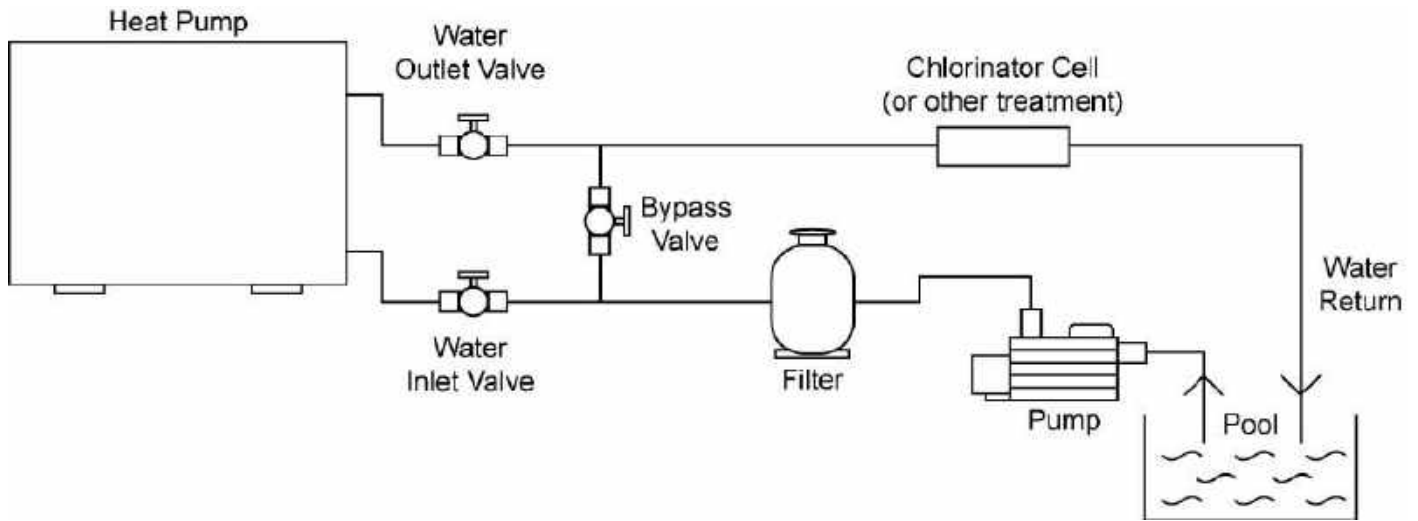 Heat Pump
Water
Outlet Valve
Chlorinator Cell
(or other treatment)
Bypass
Valve
Water
Return
Water
Inlet Valve
Filter
Pump
Pool